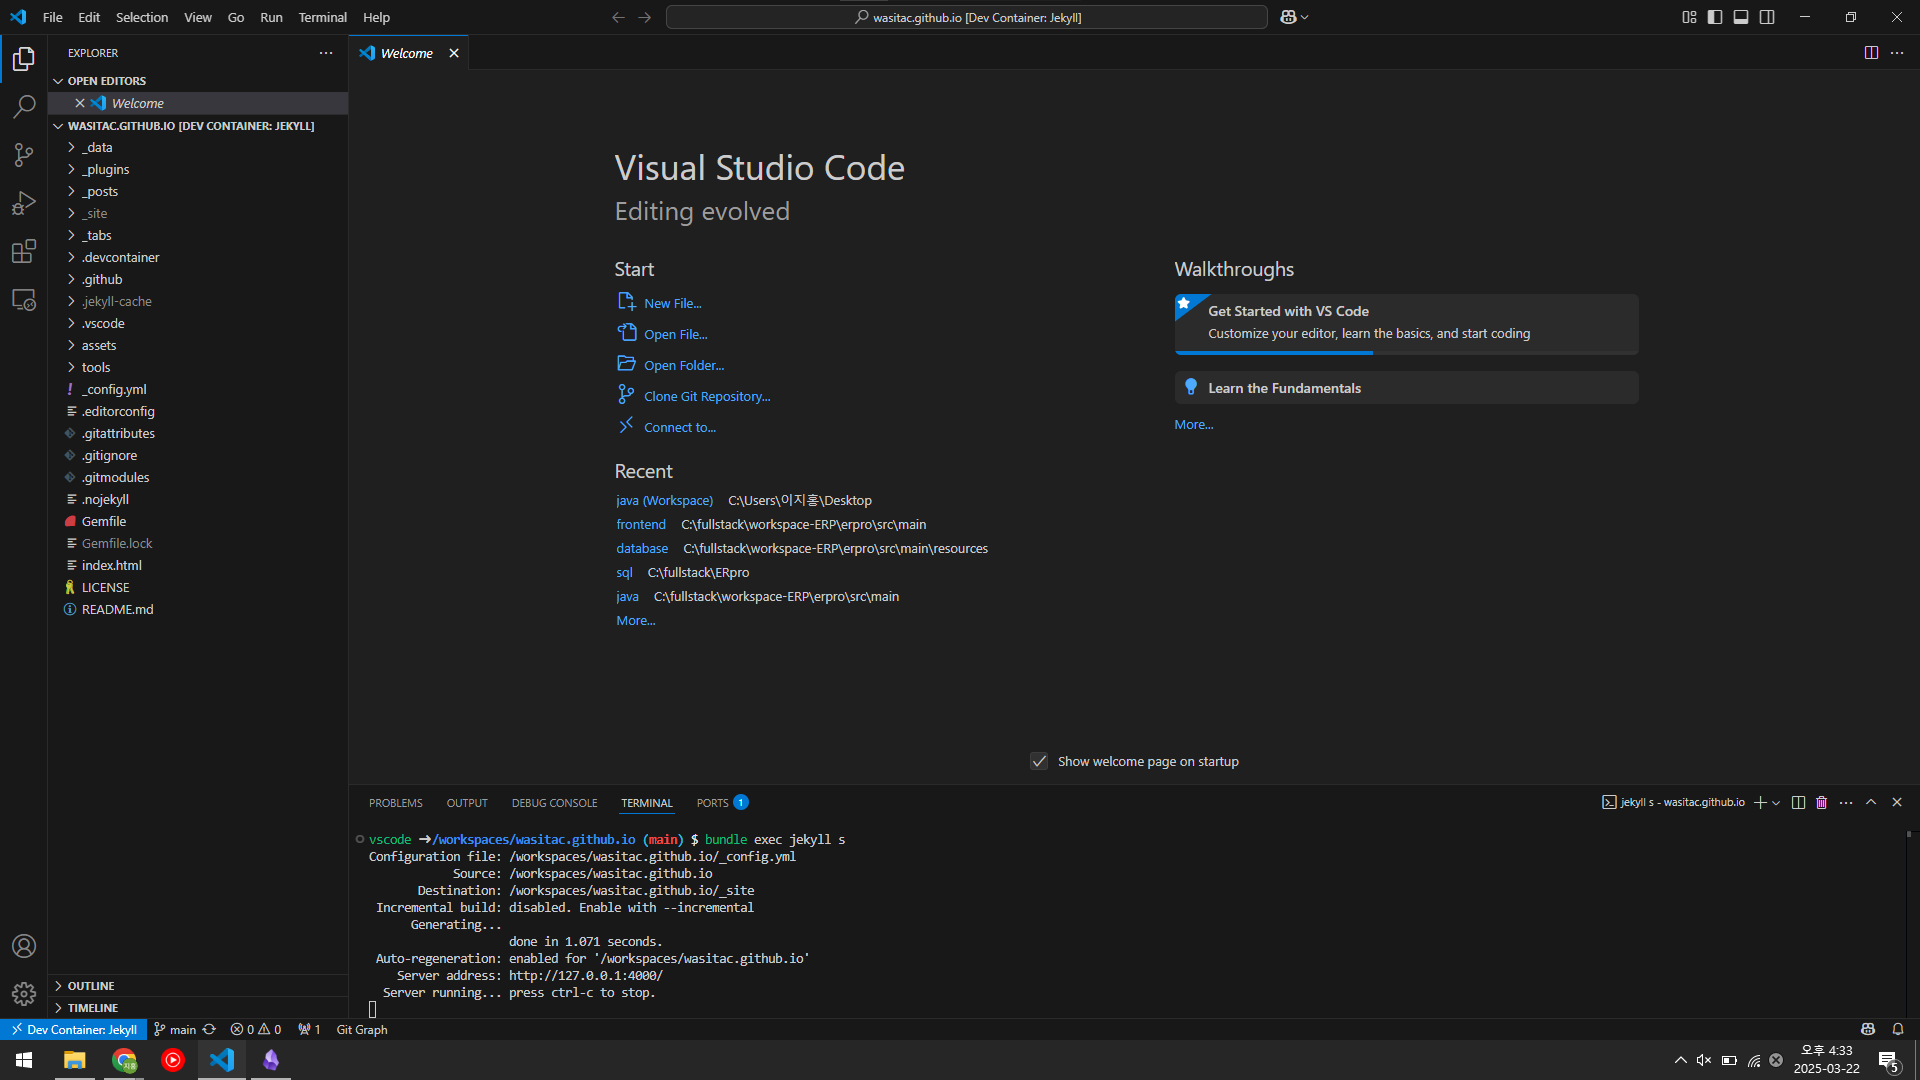 File Edit Selection View Go Run Terminal Help
wasitac.github.io [Dev Container: Jekyll]
EXPLORER
OPEN EDITORS
Welcome
WASITAC.GITHUB.IO [DEV CONTAINER: JEKYLL]
_data
_plugins
_posts
_site
_tabs
.devcontainer
.github
.jekyll-cache
.vscode
assets
tools
_config.yml
.editorconfig
.gitattributes
.gitignore
.gitmodules
.nojekyll
Gemfile
Gemfile.lock
index.html
LICENSE
README.md
OUTLINE
TIMELINE
Welcome
Visual Studio Code
Editing evolved
Start
New File...
Open File...
Open Folder...
Clone Git Repository...
Connect to...
Recent
java (Workspace) C:\Users\이지홍\Desktop
frontend C:\fullstack\workspace-ERP\erpro\src\main
database C:\fullstack\workspace-ERP\erpro\src\main\resources
sql C:\fullstack\ERpro
java C:\fullstack\workspace-ERP\erpro\src\main
More...
Walkthroughs
Get Started with VS Code
Customize your editor, learn the basics, and start coding
Learn the Fundamentals
More...
Show welcome page on startup
PROBLEMS OUTPUT DEBUG CONSOLE TERMINAL PORTS 1
jekyll s - wasitac.github.io
vscode ➜/workspaces/wasitac.github.io (main) $ bundle exec jekyll s
Configuration file: /workspaces/wasitac.github.io/_config.yml
Source: /workspaces/wasitac.github.io
Destination: /workspaces/wasitac.github.io/_site
Incremental build: disabled. Enable with --incremental
Generating...
done in 1.071 seconds.
Auto-regeneration: enabled for '/workspaces/wasitac.github.io'
Server address: http://127.0.0.1:4000/
Server running... press ctrl-c to stop.
Dev Container: Jekyll main 0 0 1 Git Graph
지홍
오후 4:33
2025-03-22
5